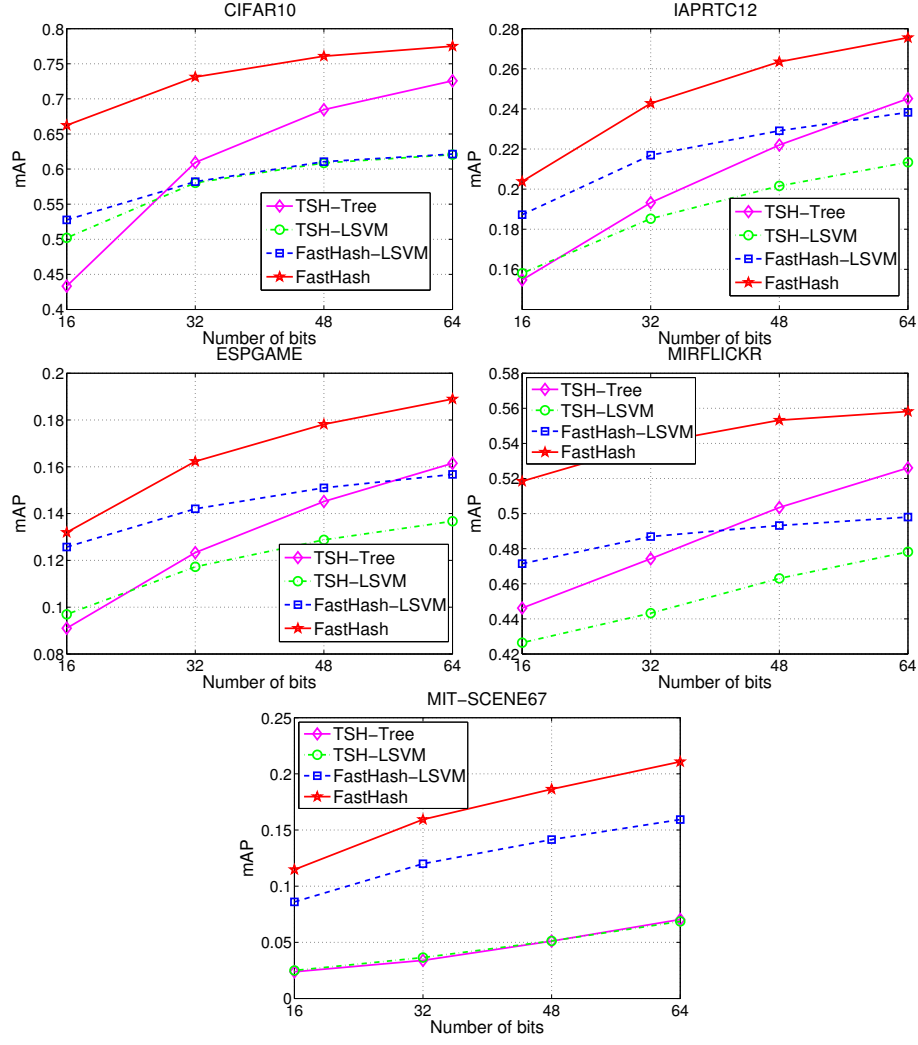 CIFAR10
0.8
0.75
0.7
0.65
0.6
0.55
0.5
0.45
0.4
mAP
16 32 48 64
Number of bits
TSH−Tree
TSH−LSVM
FastHash−LSVM
FastHash
IAPRTC12
0.28
0.26
0.24
0.22
0.2
0.18
0.16
mAP
16 32 48 64
Number of bits
TSH−Tree
TSH−LSVM
FastHash−LSVM
FastHash
ESPGAME
0.2
0.18
0.16
0.14
0.12
0.1
0.08
mAP
16 32 48 64
Number of bits
TSH−Tree
TSH−LSVM
FastHash−LSVM
FastHash
MIRFLICKR
0.58
0.56
0.54
0.52
0.5
0.48
0.46
0.44
0.42
mAP
16 32 48 64
Number of bits
TSH−Tree
TSH−LSVM
FastHash−LSVM
FastHash
MIT−SCENE67
0.25
0.2
0.15
0.1
0.05
0
mAP
16 32 48 64
Number of bits
TSH−Tree
TSH−LSVM
FastHash−LSVM
FastHash